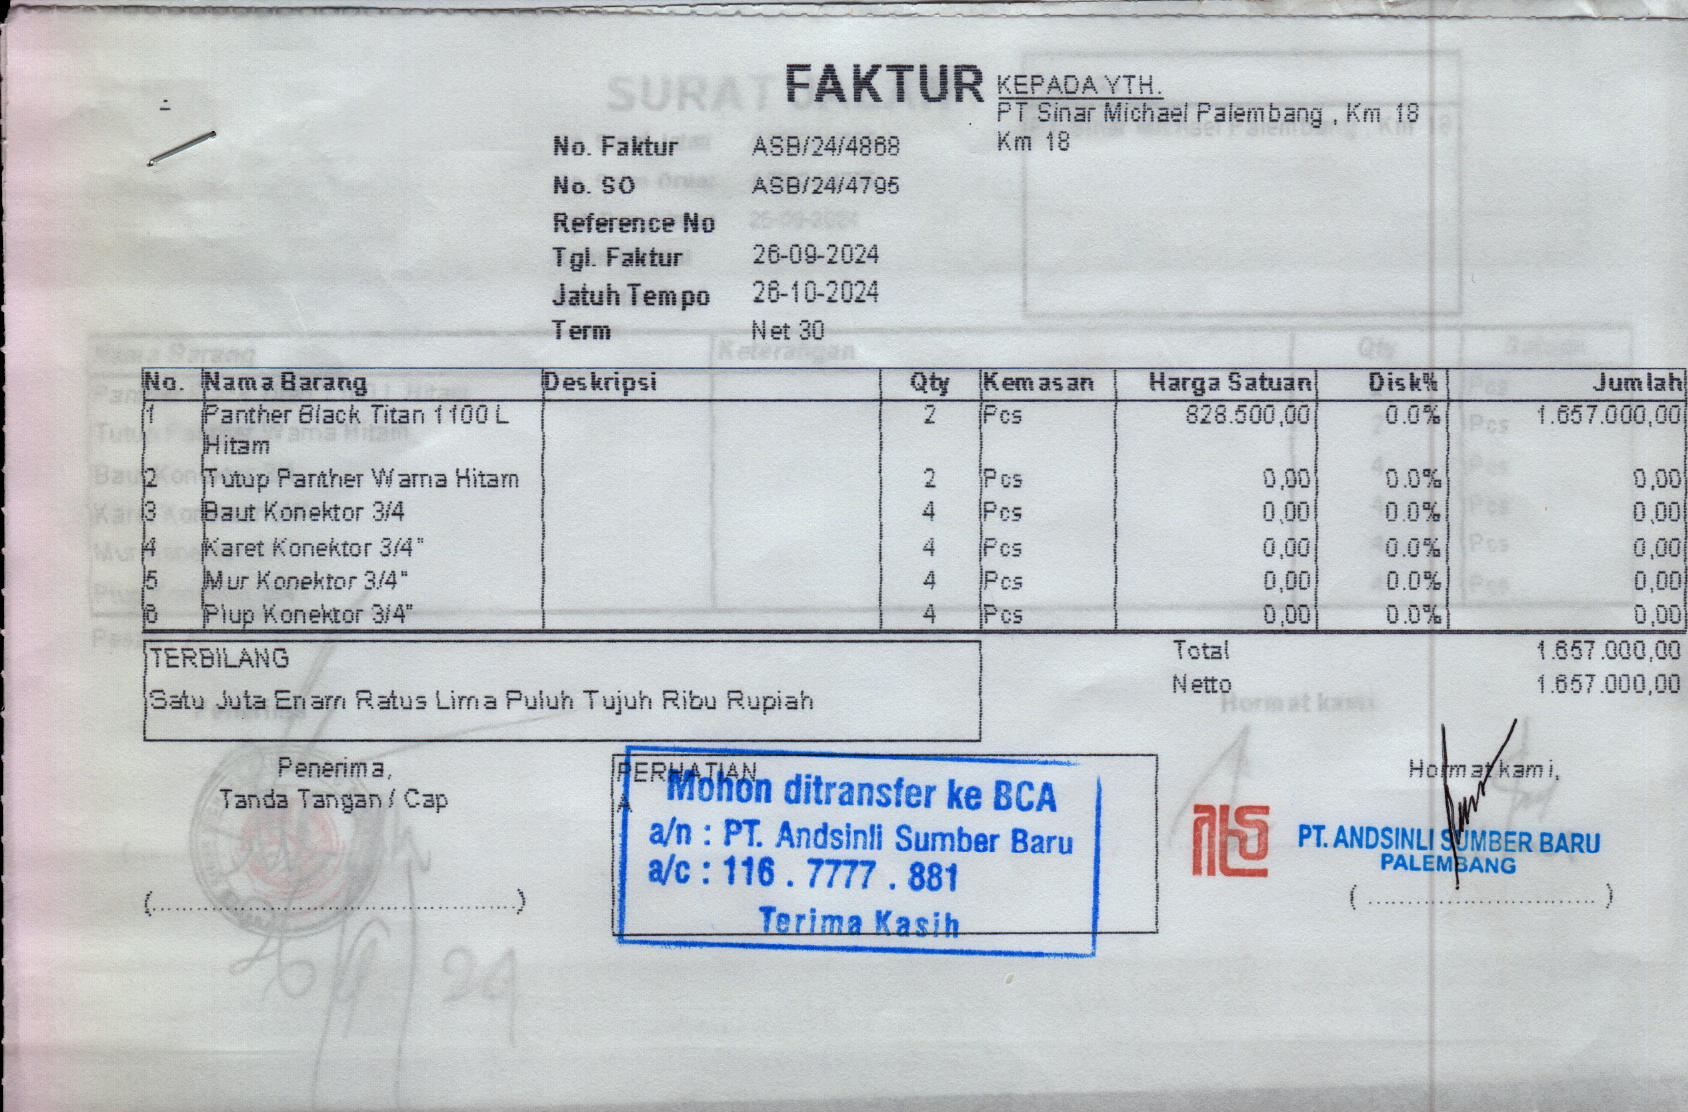 FAKTUR
KEPADA YTH.
PT Sinar Michael Palembang , Km 18
Km 18
No. Faktur ASB/24/4868
No. SO ASB/24/4795
Reference No
Tgl. Faktur 26-09-2024
Jatuh Tempo 26-10-2024
Term Net 30
No. Nama Barang Deskripsi Qty Kemasan Harga Satuan Disk% Jumlah
1 Panther Black Titan 1100 L Hitam 2 Pcs 828.500,00 0.0% 1.657.000,00
2 Tutup Panther Warna Hitam 2 Pcs 0,00 0.0% 0,00
3 Baut Konektor 3/4 4 Pcs 0,00 0.0% 0,00
4 Karet Konektor 3/4" 4 Pcs 0,00 0.0% 0,00
5 Mur Konektor 3/4" 4 Pcs 0,00 0.0% 0,00
6 Plup Konektor 3/4" 4 Pcs 0,00 0.0% 0,00
TERBILANG
Satu Juta Enam Ratus Lima Puluh Tujuh Ribu Rupiah
Total 1.657.000,00
Netto 1.657.000,00
Penerima,
Tanda Tangan / Cap
(........................................)
PERHATIAN
A
Mohon ditransfer ke BCA
a/n : PT. Andsinli Sumber Baru
a/c : 116 . 7777 . 881
Terima Kasih
Hormat kami,
PT. ANDSINLI SUMBER BARU
PALEMBANG
( ............................ )